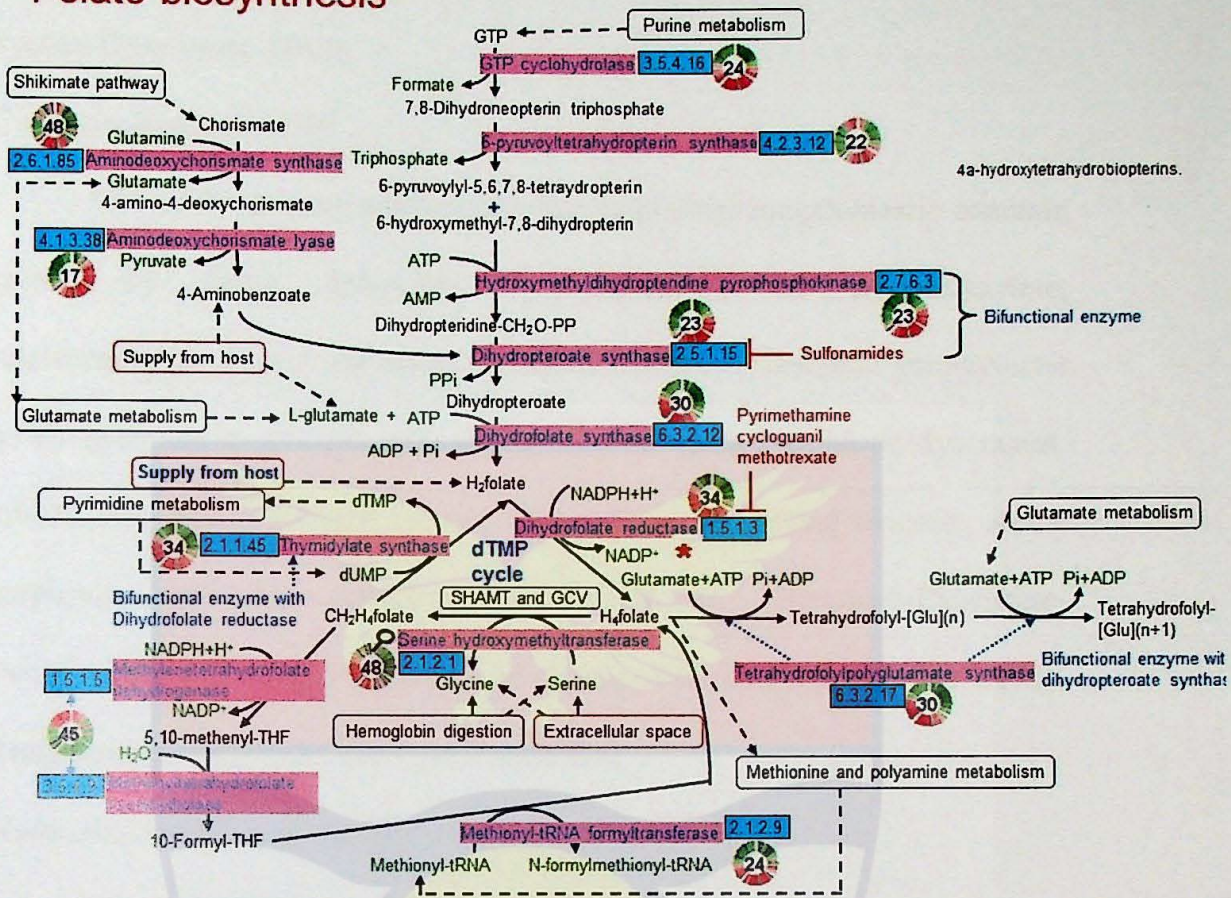 Folate biosynthesis
Purine metabolism
GTP
GTP cyclohydrolase 3.5.4.16 24
Formate
7,8-Dihydroneopterin triphosphate
6-pyruvoyltetrahydropterin synthase 4.2.3.12 22
Triphosphate
6-pyruvoylyl-5,6,7,8-tetraydropterin
+
6-hydroxymethyl-7,8-dihydropterin
4a-hydroxytetrahydrobiopterins.
Shikimate pathway
48
Chorismate
Glutamine
2.6.1.85 Aminodeoxychorismate synthase
Glutamate
4-amino-4-deoxychorismate
4.1.3.38 Aminodeoxychorismate lyase
Pyruvate
17
4-Aminobenzoate
Supply from host
Glutamate metabolism
ATP
Hydroxymethyldihydropteridine pyrophosphokinase 2.7.6.3
AMP
23
Dihydropteridine-CH₂O-PP
23
Bifunctional enzyme
Dihydropteroate synthase 2.5.1.15
Sulfonamides
PPi
Dihydropteroate
30
L-glutamate + ATP
Dihydrofolate synthase 6.3.2.12
ADP + Pi
Pyrimethamine
cycloguanil
methotrexate
Supply from host
H₂folate
Pyrimidine metabolism
dTMP
NADPH+H⁺
34
Dihydrofolate reductase 1.5.1.3
NADP⁺ *
34 2.1.1.45 Thymidylate synthase
dTMP
cycle
dUMP
Bifunctional enzyme with
Dihydrofolate reductase
SHAMT and GCV
CH₂H₄folate
H₄folate
Serine hydroxymethyltransferase
48 2.1.2.1
Glycine
Serine
Hemoglobin digestion
Extracellular space
Glutamate metabolism
Glutamate+ATP Pi+ADP
Glutamate+ATP Pi+ADP
Tetrahydrofolyl-[Glu](n)
Tetrahydrofolyl-
[Glu](n+1)
Tetrahydrofolylpolyglutamate synthase
6.3.2.17 30
Bifunctional enzyme wit
dihydropteroate synthas
NADPH+H⁺
1.5.1.5 Methylenetetrahydrofolate
dehydrogenase
NADP⁺
45
5,10-methenyl-THF
H₂O
10-Formyl-THF
Methionine and polyamine metabolism
Methionyl-tRNA formyltransferase 2.1.2.9
Methionyl-tRNA
N-formylmethionyl-tRNA
24